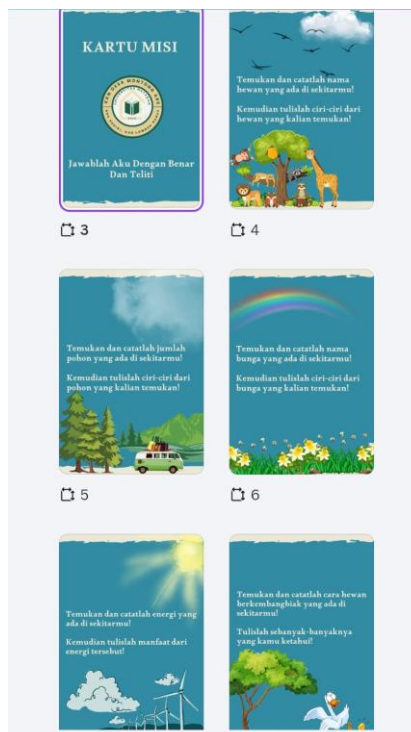 KARTU MISI
Jawablah Aku Dengan Benar
Dan Teliti
3
Temukan dan catatlah nama
hewan yang ada di sekitarmu!
Kemudian tulislah ciri-ciri dari
hewan yang kalian temukan!
4
Temukan dan catatlah jumlah
pohon yang ada di sekitarmu!
Kemudian tulislah ciri-ciri dari
pohon yang kalian temukan!
5
Temukan dan catatlah nama
bunga yang ada di sekitarmu!
Kemudian tulislah ciri-ciri dari
bunga yang kalian temukan!
6
Temukan dan catatlah energi yang
ada di sekitarmu!
Kemudian tulislah manfaat dari
energi tersebut!
Temukan dan catatlah cara hewan
berkembangbiak yang ada di
sekitarmu!
Tulislah sebanyak-banyaknya
yang kamu ketahui!